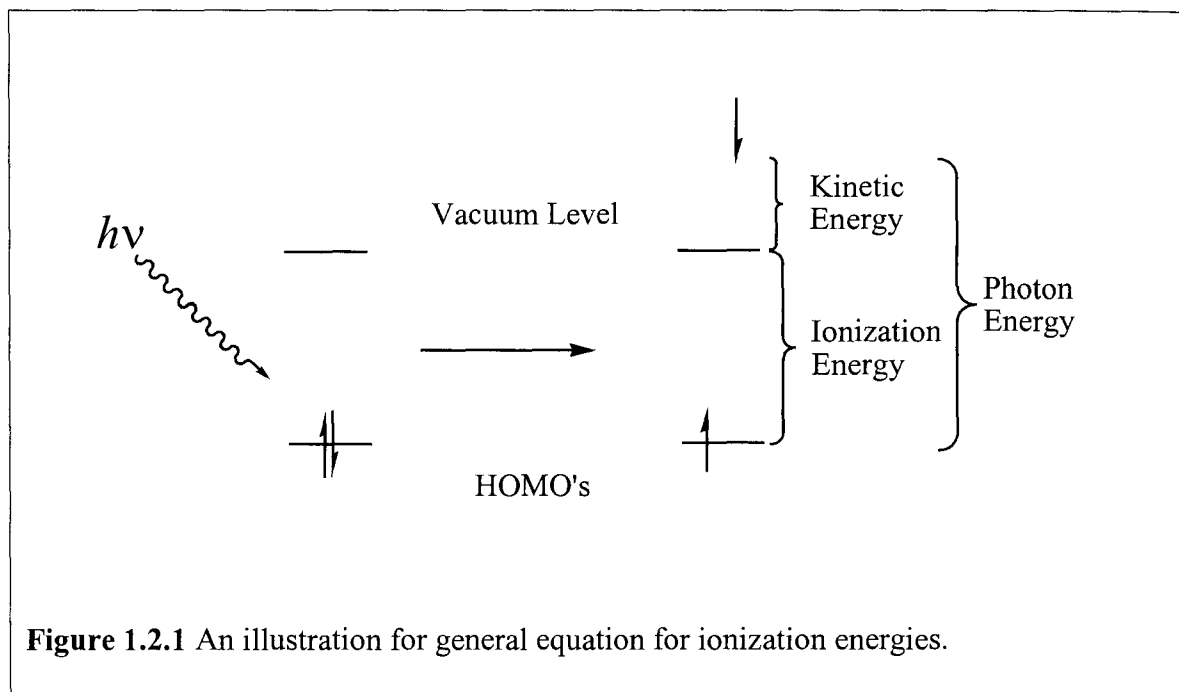 Kinetic
Energy
Vacuum Level
hν
Photon
Energy
Ionization
Energy
HOMO's
Figure 1.2.1 An illustration for general equation for ionization energies.